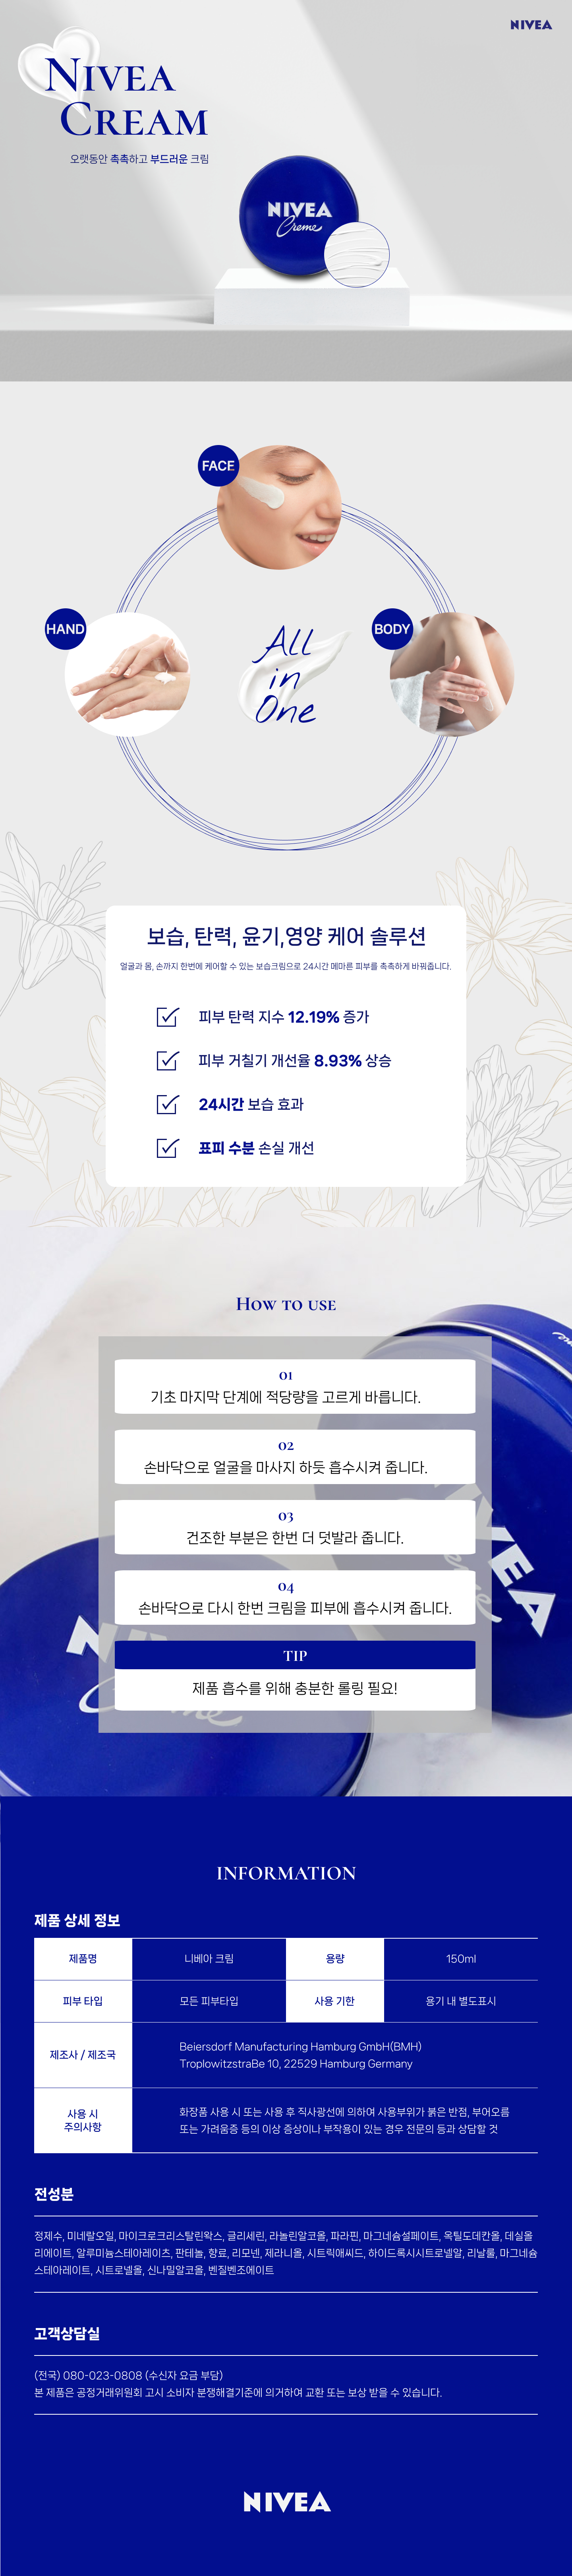 NIVEA
NIVEA
CREAM
오랫동안 촉촉하고 부드러운 크림
NIVEA
Creme
FACE
HAND
BODY
All
in
One
보습, 탄력, 윤기,영양 케어 솔루션
얼굴과 몸, 손까지 한번에 케어할 수 있는 보습크림으로 24시간 메마른 피부를 촉촉하게 바꿔줍니다.
피부 탄력 지수 12.19% 증가
피부 거칠기 개선율 8.93% 상승
24시간 보습 효과
표피 수분 손실 개선
HOW TO USE
01
기초 마지막 단계에 적당량을 고르게 바릅니다.
02
손바닥으로 얼굴을 마사지 하듯 흡수시켜 줍니다.
03
건조한 부분은 한번 더 덧발라 줍니다.
04
손바닥으로 다시 한번 크림을 피부에 흡수시켜 줍니다.
TIP
제품 흡수를 위해 충분한 롤링 필요!
INFORMATION
제품 상세 정보
제품명 니베아 크림 용량 150ml
피부 타입 모든 피부타입 사용 기한 용기 내 별도표시
제조사 / 제조국
Beiersdorf Manufacturing Hamburg GmbH(BMH)
TroplowitzstraBe 10, 22529 Hamburg Germany
사용 시
주의사항
화장품 사용 시 또는 사용 후 직사광선에 의하여 사용부위가 붉은 반점, 부어오름
또는 가려움증 등의 이상 증상이나 부작용이 있는 경우 전문의 등과 상담할 것
전성분
정제수, 미네랄오일, 마이크로크리스탈린왁스, 글리세린, 라놀린알코올, 파라핀, 마그네슘설페이트, 옥틸도데칸올, 데실올
리에이트, 알루미늄스테아레이츠, 판테놀, 향료, 리모넨, 제라니올, 시트릭애씨드, 하이드록시시트로넬알, 리날룰, 마그네슘
스테아레이트, 시트로넬올, 신나밀알코올, 벤질벤조에이트
고객상담실
(전국) 080-023-0808 (수신자 요금 부담)
본 제품은 공정거래위원회 고시 소비자 분쟁해결기준에 의거하여 교환 또는 보상 받을 수 있습니다.
NIVEA